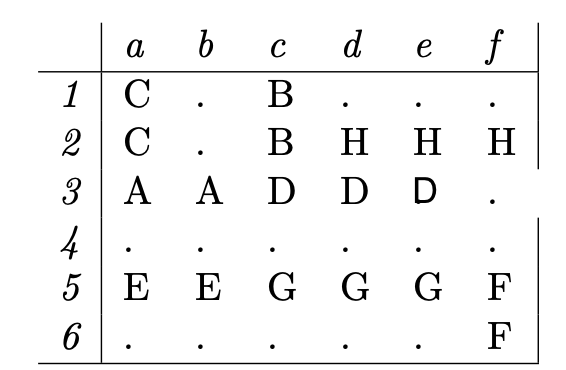 a b c d e f
1 C . B . . .
2 C . B H H H
3 A A D D D .
4 . . . . . .
5 E E G G G F
6 . . . . . F